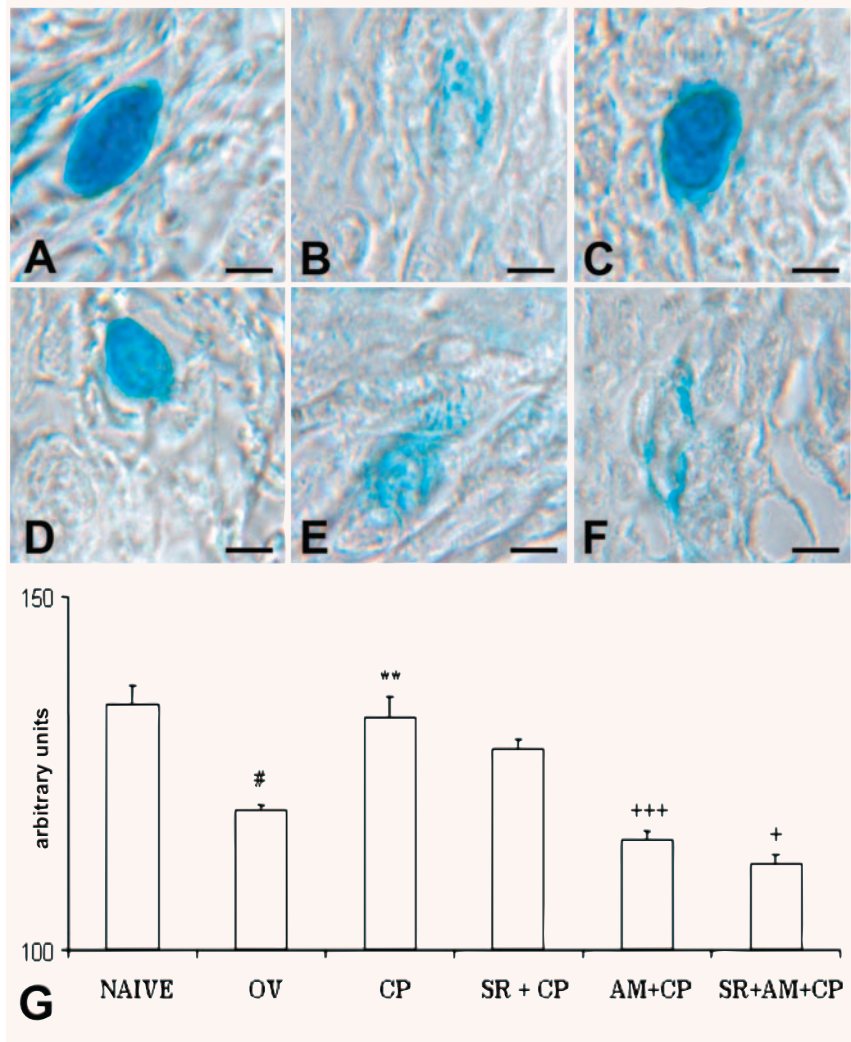 A
B
C
D
E
F
150
**
#
+++
+
arbitrary units
100
NAIVE OV CP SR + CP AM+CP SR+AM+CP
G